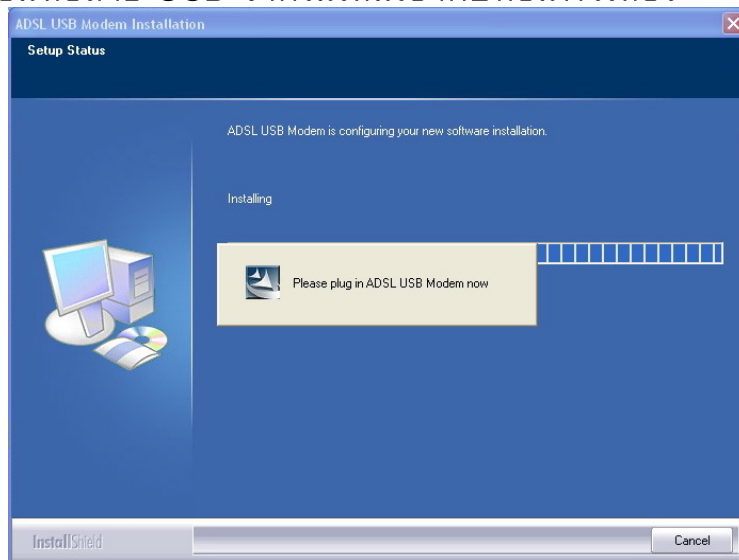 ADSL USB Modem Installation
Setup Status
ADSL USB Modem is configuring your new software installation.
Installing
Please plug in ADSL USB Modem now
InstallShield
Cancel